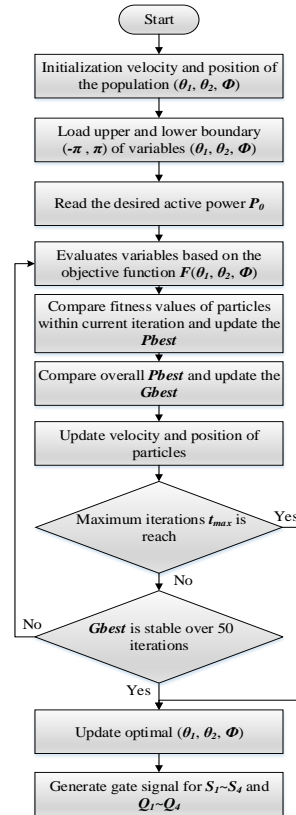 Start
Initialization velocity and position of
the population (θ1, θ2, Φ)
Load upper and lower boundary
(-π , π) of variables (θ1, θ2, Φ)
Read the desired active power P0
Evaluates variables based on the
objective function F(θ1, θ2, Φ)
Compare fitness values of particles
within current iteration and update the
Pbest
Compare overall Pbest and update the
Gbest
Update velocity and position of
particles
Maximum iterations tmax is
reach
Yes
No
Gbest is stable over 50
iterations
No
Yes
Update optimal (θ1, θ2, Φ)
Generate gate signal for S1~S4 and
Q1~Q4